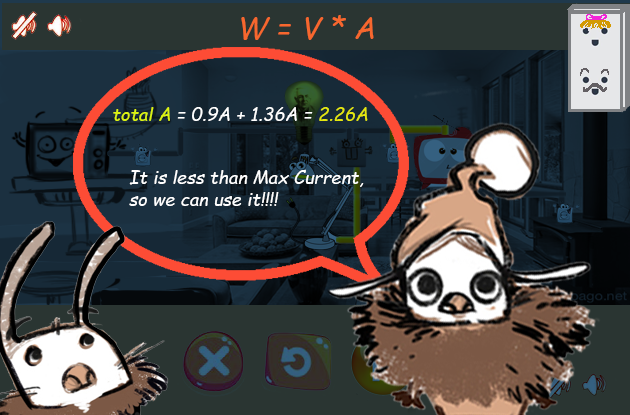 W = V * A
total A = 0.9A + 1.36A = 2.26A
It is less than Max Current,
so we can use it!!!!